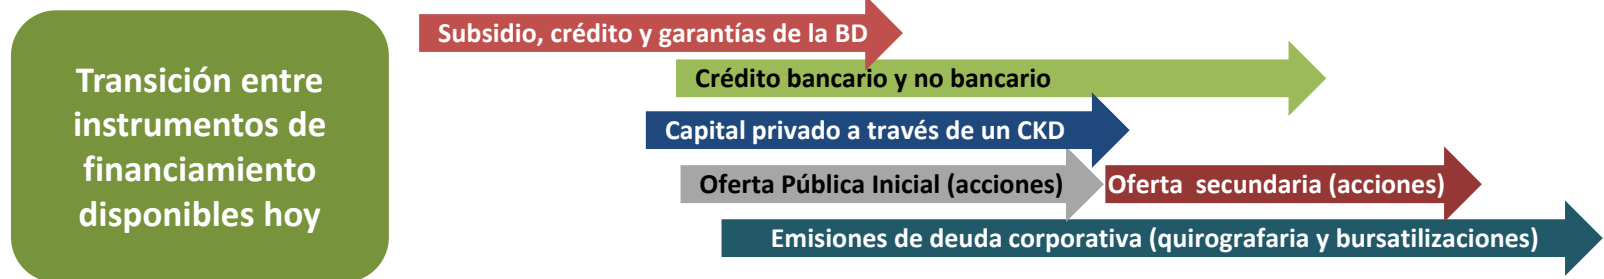 Transición entre
instrumentos de
financiamiento
disponibles hoy
Subsidio, crédito y garantías de la BD
Crédito bancario y no bancario
Capital privado a través de un CKD
Oferta Pública Inicial (acciones)
Oferta secundaria (acciones)
Emisiones de deuda corporativa (quirografaria y bursatilizaciones)